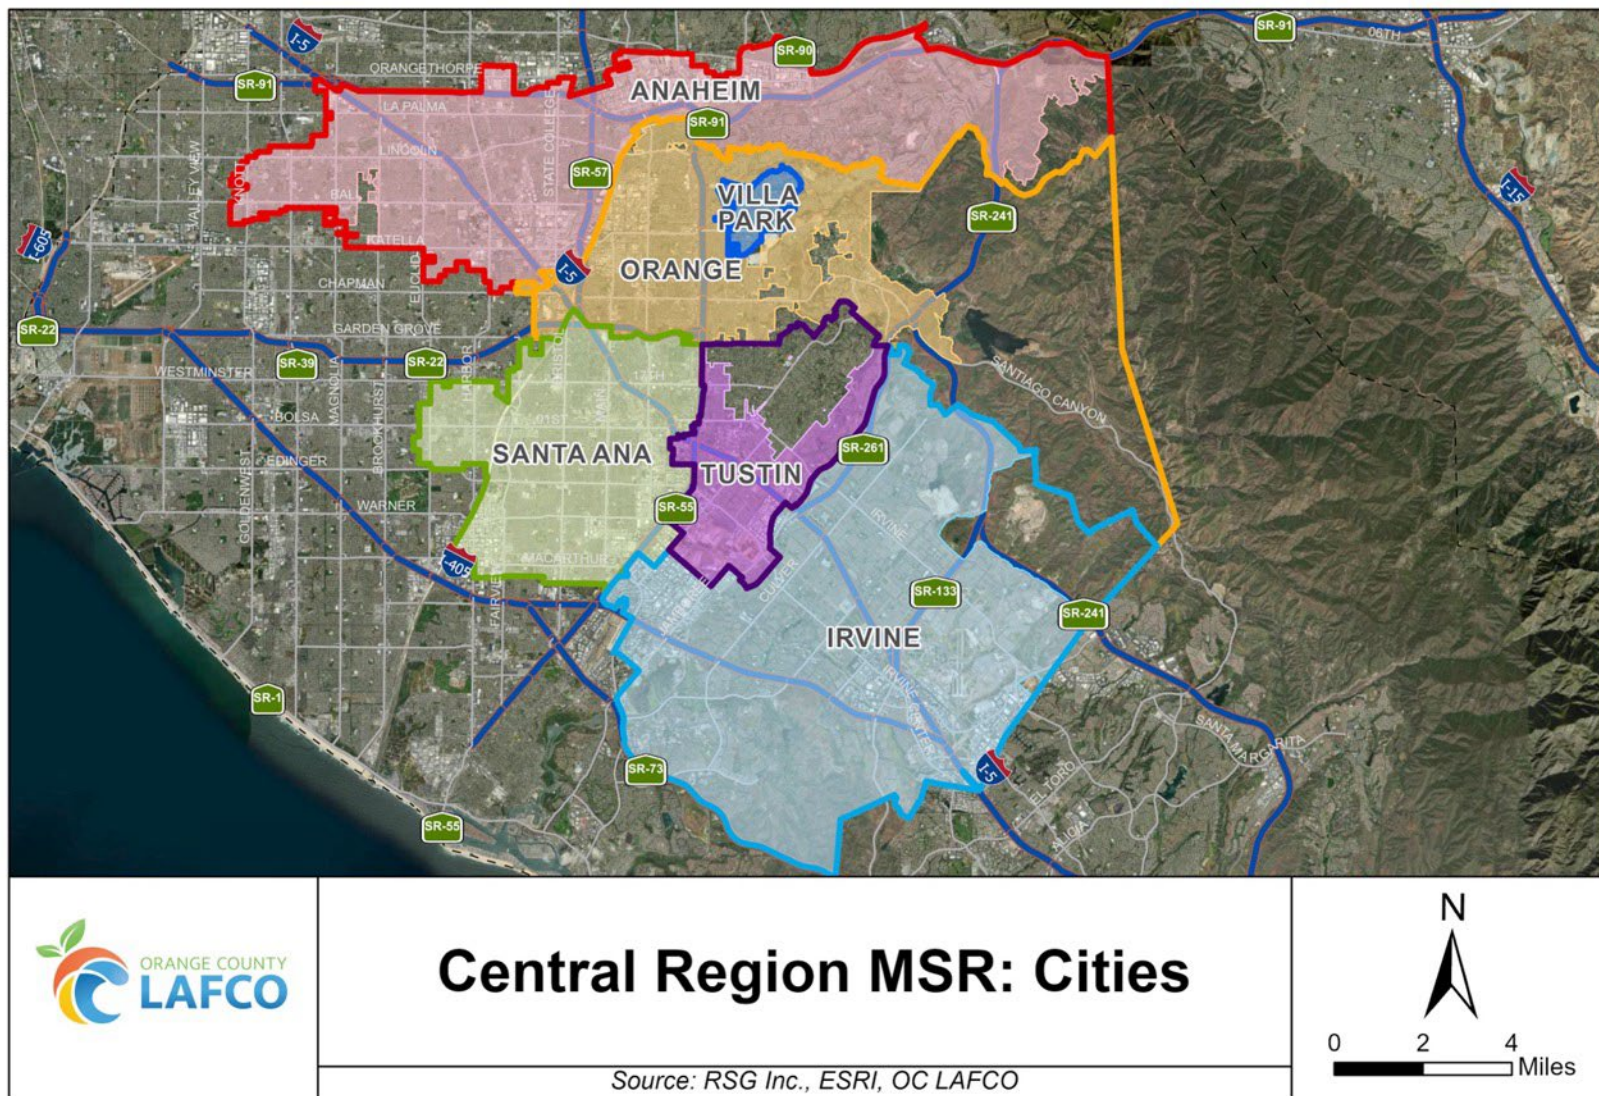 I-5
SR-91
ORANGETHORPE
SR-90
SR-91
06TH
LA PALMA
ANAHEIM
STATE COLLEGE
SR-91
LINCOLN
VALLEY VIEW
KNOTT
BALL
SR-57
VILLA
PARK
I-15
SR-241
I-605
KATELLA
EUCLID
I-5
ORANGE
CHAPMAN
SR-22
GARDEN GROVE
SR-39
SR-22
WESTMINSTER
MAGNOLIA
BROOKHURST
HARBOR
BRISTOL
SANTIAGO CANYON
BOLSA
MAIN
SANTA ANA
SR-261
EDINGER
TUSTIN
GOLDENWEST
WARNER
SR-55
IRVINE
I-405
MACARTHUR
FAIRVIEW
CULVER
JAMBOREE
SR-133
SR-241
IRVINE
SR-1
IRVINE CENTER
SANTA MARGARITA
SR-73
I-5
EL TORO
ALICIA
SR-55
ORANGE COUNTY
LAFCO
Central Region MSR: Cities
Source: RSG Inc., ESRI, OC LAFCO
N
0 2 4
Miles